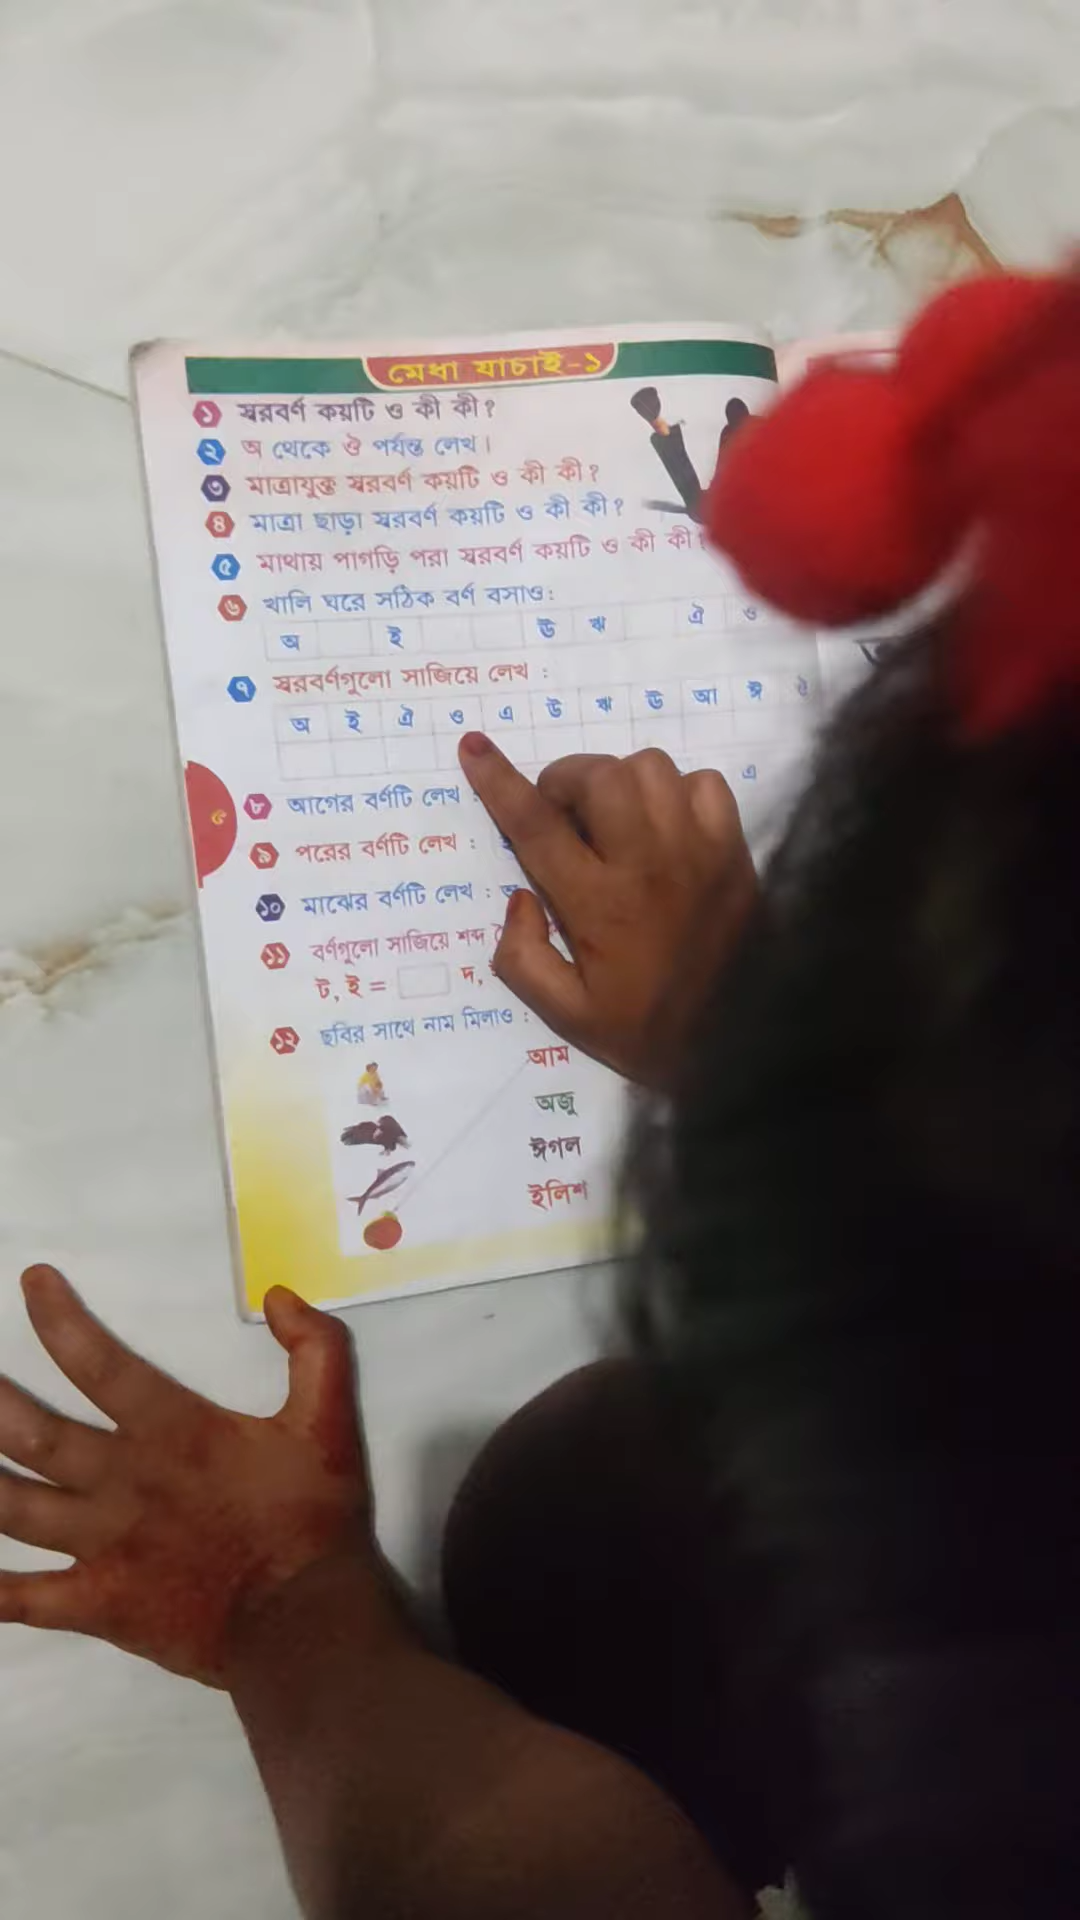 মেধা যাচাই-১
১ স্বরবর্ণ কয়টি ও কী কী?
২ অ থেকে ঔ পর্যন্ত লেখ।
৩ মাত্রাযুক্ত স্বরবর্ণ কয়টি ও কী কী?
৪ মাত্রা ছাড়া স্বরবর্ণ কয়টি ও কী কী?
৫ মাথায় পাগড়ি পরা স্বরবর্ণ কয়টি ও কী কী?
৬ খালি ঘরে সঠিক বর্ণ বসাও:
অ ই উ ঋ ঐ ও
৭ স্বরবর্ণগুলো সাজিয়ে লেখ :
অ ই ঐ ও এ উ ঋ ঊ আ ঈ
৮ আগের বর্ণটি লেখ : এ
৯ পরের বর্ণটি লেখ :
১০ মাঝের বর্ণটি লেখ : অ
১১ বর্ণগুলো সাজিয়ে শব্দ
ট, ই = দ,
১২ ছবির সাথে নাম মিলাও :
আম
অজু
ঈগল
ইলিশ
৫